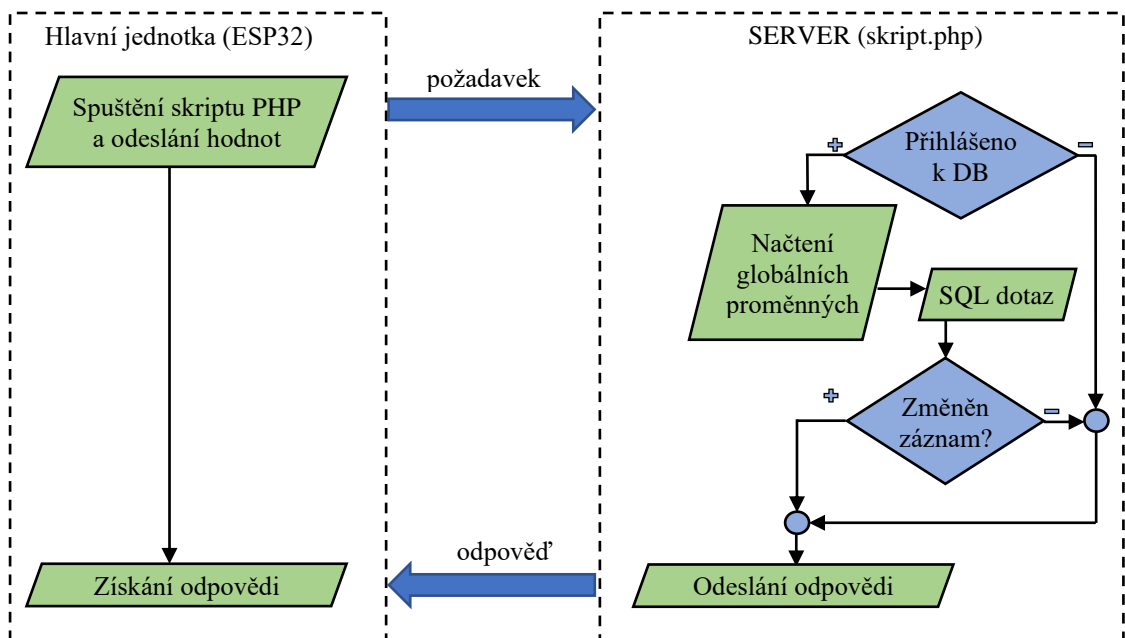 Hlavní jednotka (ESP32)
Spuštění skriptu PHP
a odeslání hodnot
Získání odpovědi
požadavek
odpověď
SERVER (skript.php)
Přihlášeno
k DB
Načtení
globálních
proměnných
SQL dotaz
Změněn
záznam?
Odeslání odpovědi